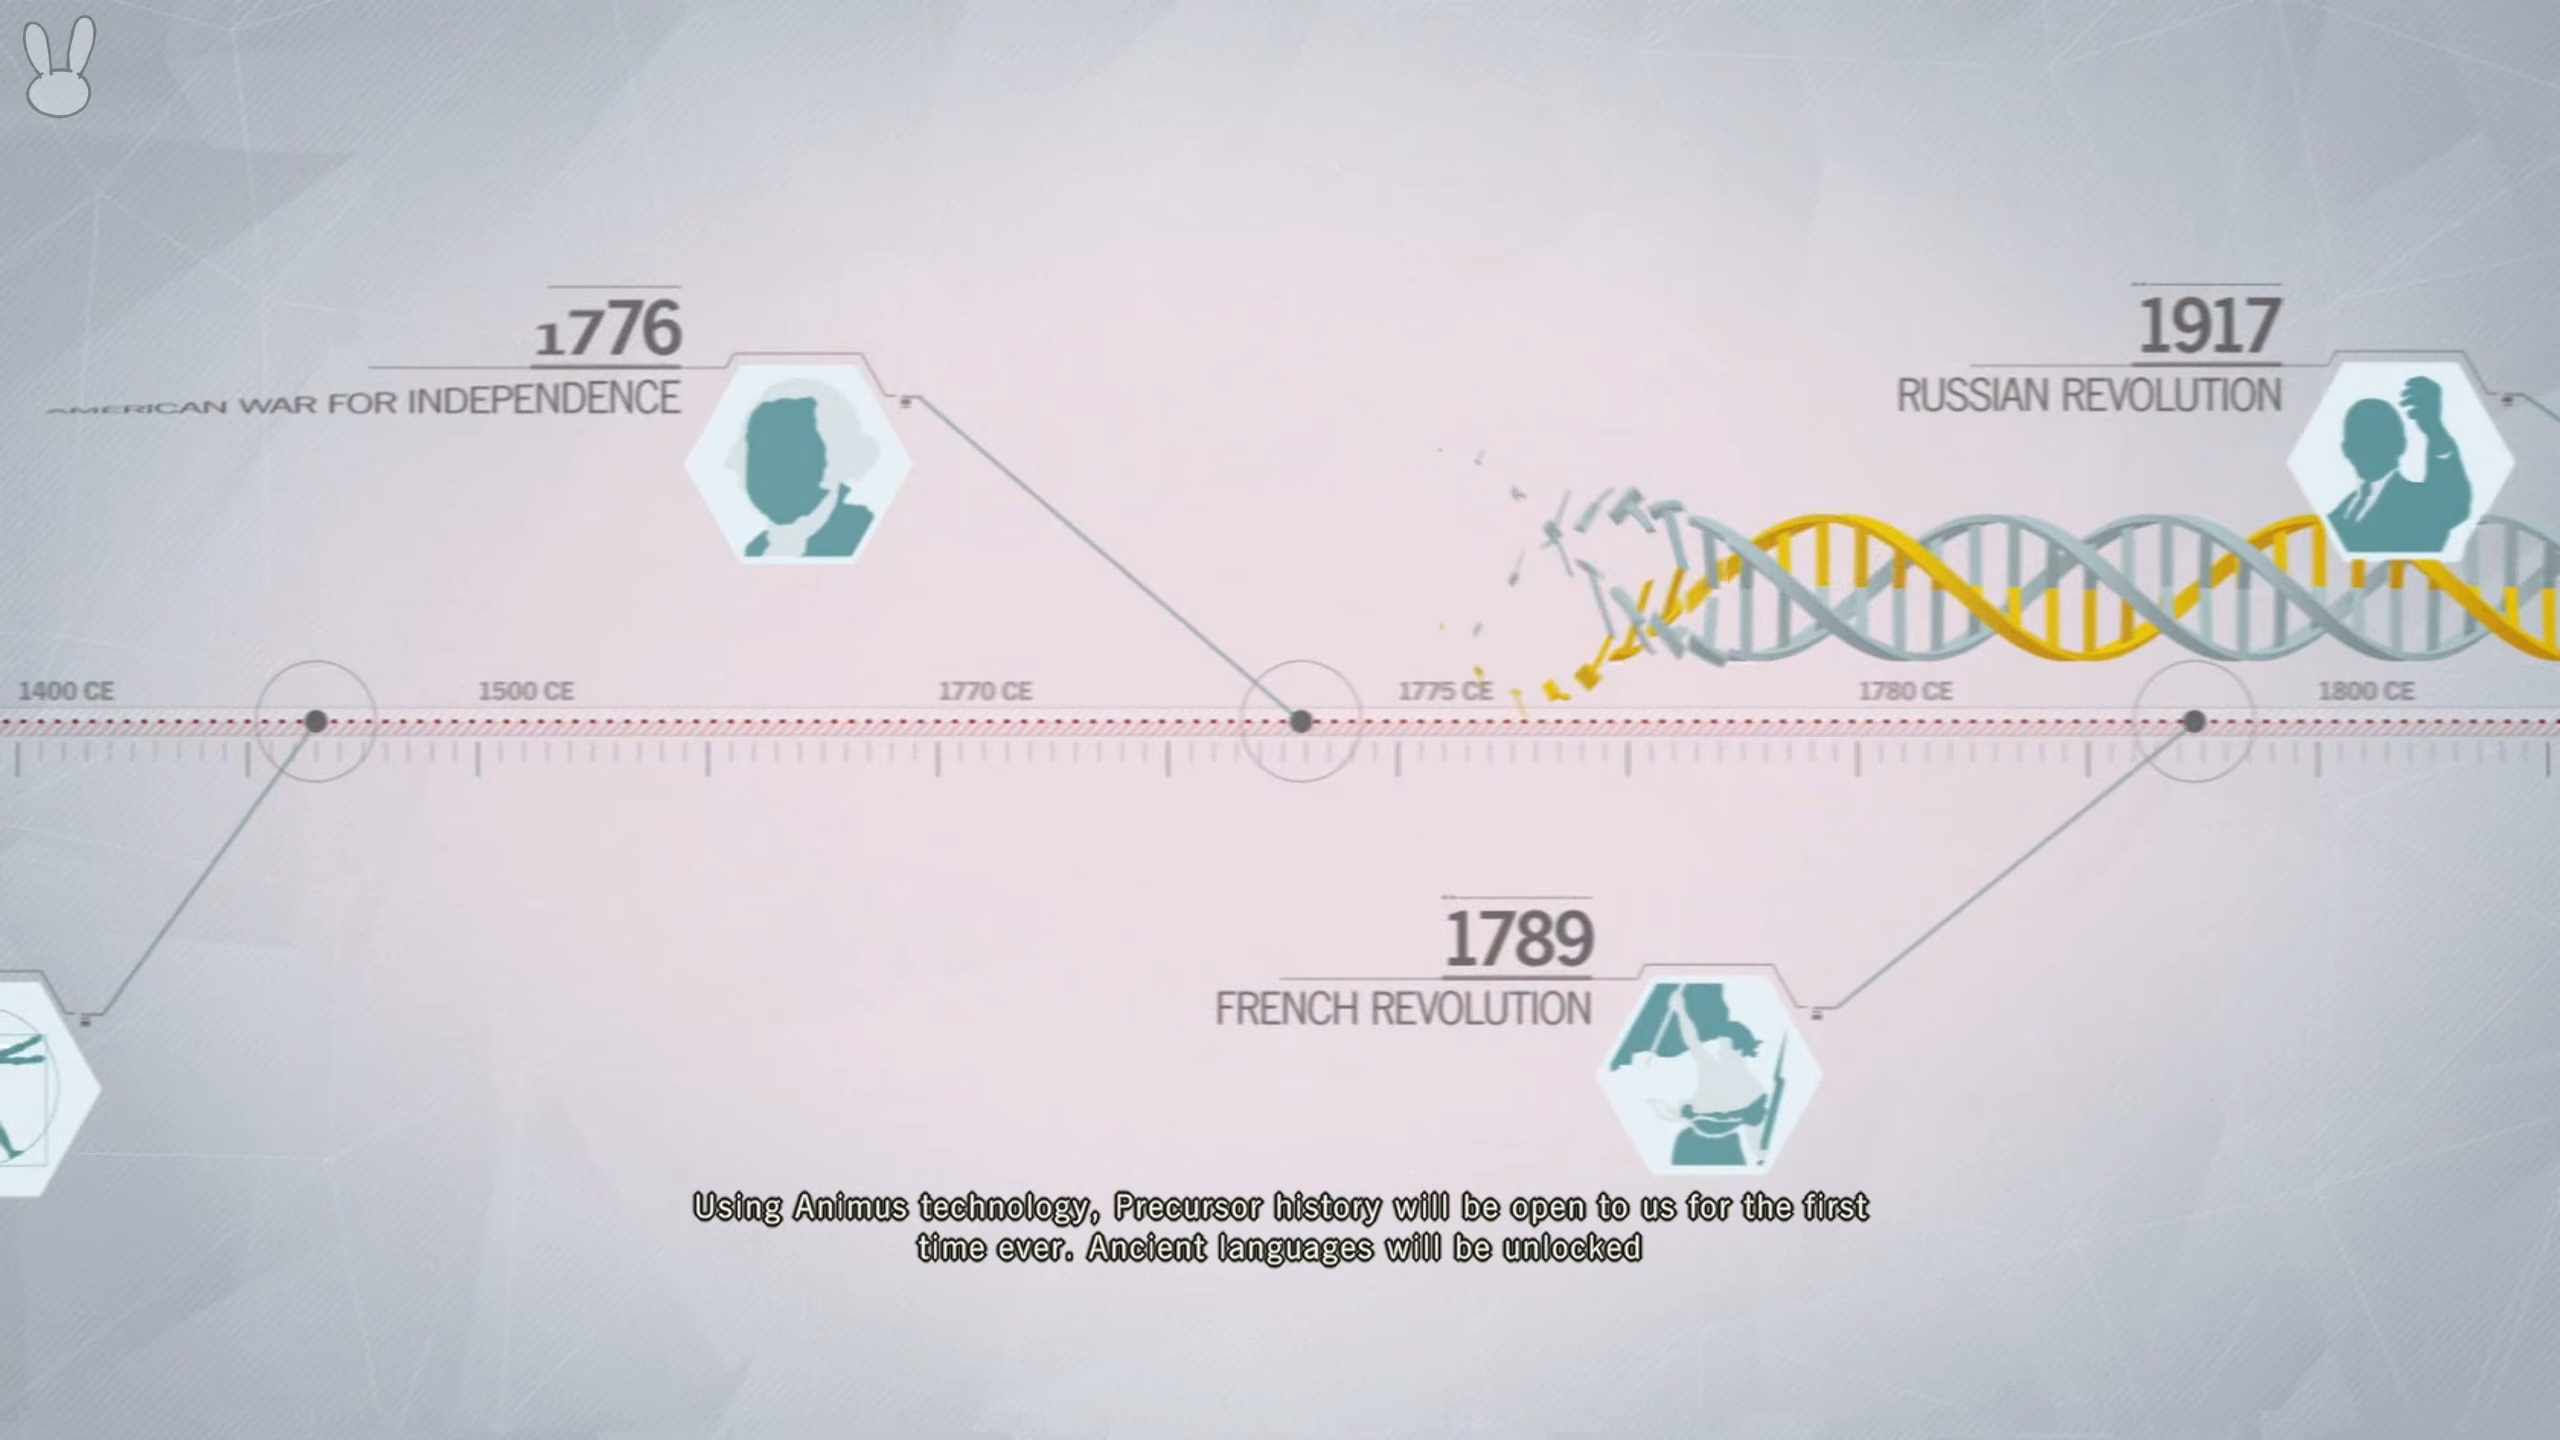 1776
AMERICAN WAR FOR INDEPENDENCE
1917
RUSSIAN REVOLUTION
1400 CE
1500 CE
1770 CE
1775 CE
1780 CE
1800 CE
1789
FRENCH REVOLUTION
Using Animus technology, Precursor history will be open to us for the first
time ever. Ancient languages will be unlocked